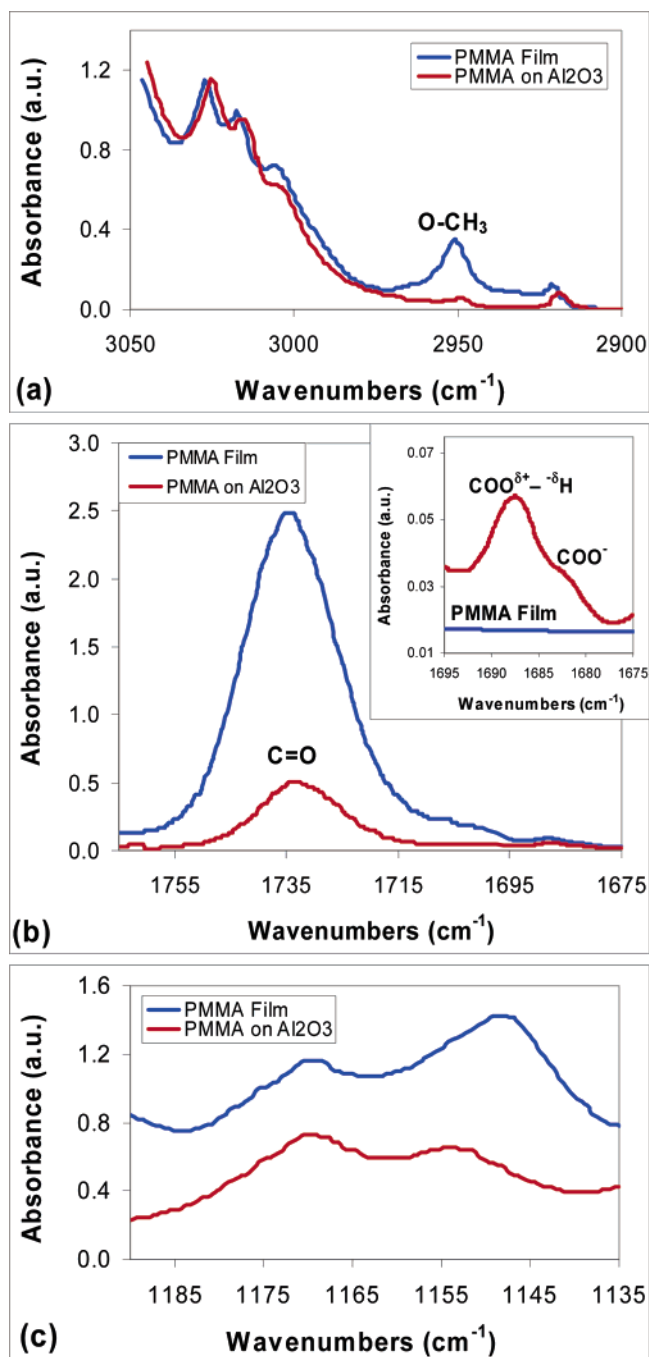 PMMA Film
PMMA on Al2O3
Absorbance (a.u.)
1.2
0.8
0.4
0.0
O-CH₃
3050 3000 2950 2900
Wavenumbers (cm⁻¹)
(a)
PMMA Film
PMMA on Al2O3
Absorbance (a.u.)
3.0
2.5
2.0
1.5
1.0
0.5
0.0
C=O
1755 1735 1715 1695 1675
Wavenumbers (cm⁻¹)
(b)
Absorbance (a.u.)
0.07
0.05
0.03
0.01
COO^δ+– ^-δH
COO⁻
PMMA Film
1695 1690 1685 1680 1675
Wavenumbers (cm⁻¹)
PMMA Film
PMMA on Al2O3
Absorbance (a.u.)
1.6
1.2
0.8
0.4
0.0
1185 1175 1165 1155 1145 1135
Wavenumbers (cm⁻¹)
(c)